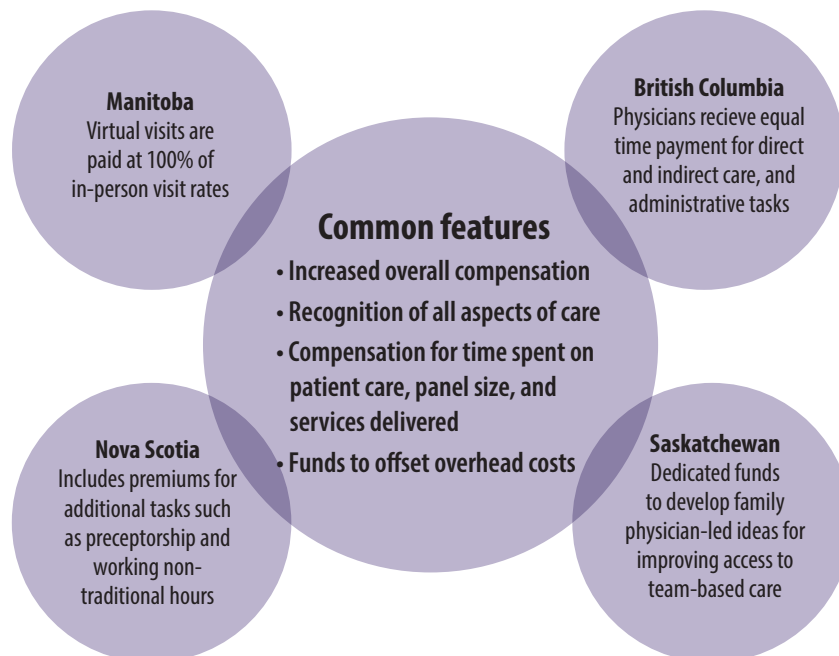 Manitoba
Virtual visits are
paid at 100% of
in-person visit rates
British Columbia
Physicians recieve equal
time payment for direct
and indirect care, and
administrative tasks
Common features
• Increased overall compensation
• Recognition of all aspects of care
• Compensation for time spent on
patient care, panel size, and
services delivered
• Funds to offset overhead costs
Nova Scotia
Includes premiums for
additional tasks such
as preceptorship and
working non-
traditional hours
Saskatchewan
Dedicated funds
to develop family
physician-led ideas for
improving access to
team-based care